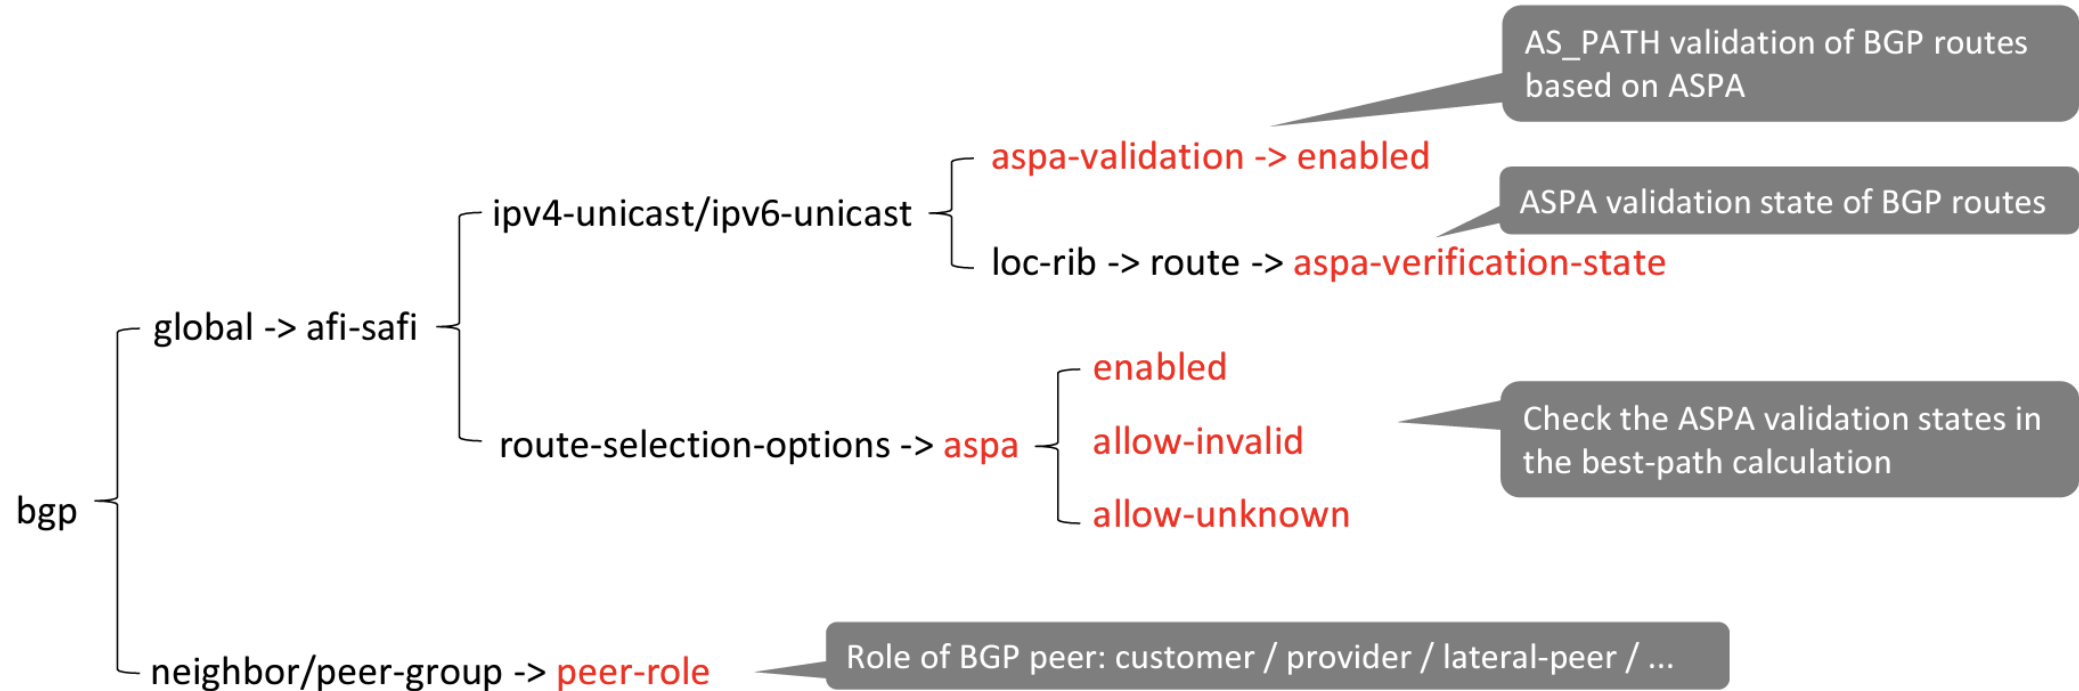 AS_PATH validation of BGP routes
based on ASPA
aspa-validation -> enabled
ASPA validation state of BGP routes
ipv4-unicast/ipv6-unicast
loc-rib -> route -> aspa-verification-state
global -> afi-safi
enabled
Check the ASPA validation states in
the best-path calculation
allow-invalid
route-selection-options -> aspa
allow-unknown
bgp
Role of BGP peer: customer / provider / lateral-peer / ...
neighbor/peer-group -> peer-role